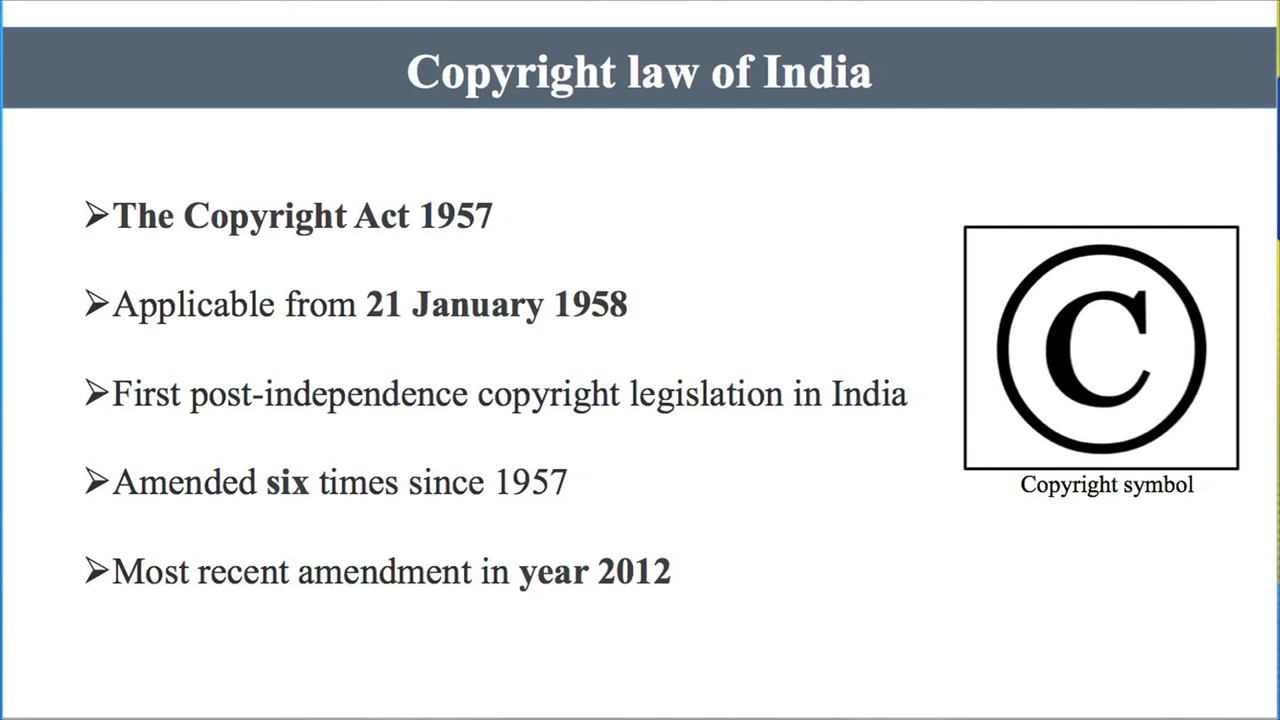 Copyright law of India
➢The Copyright Act 1957
➢Applicable from 21 January 1958
➢First post-independence copyright legislation in India
➢Amended six times since 1957
➢Most recent amendment in year 2012
C
Copyright symbol